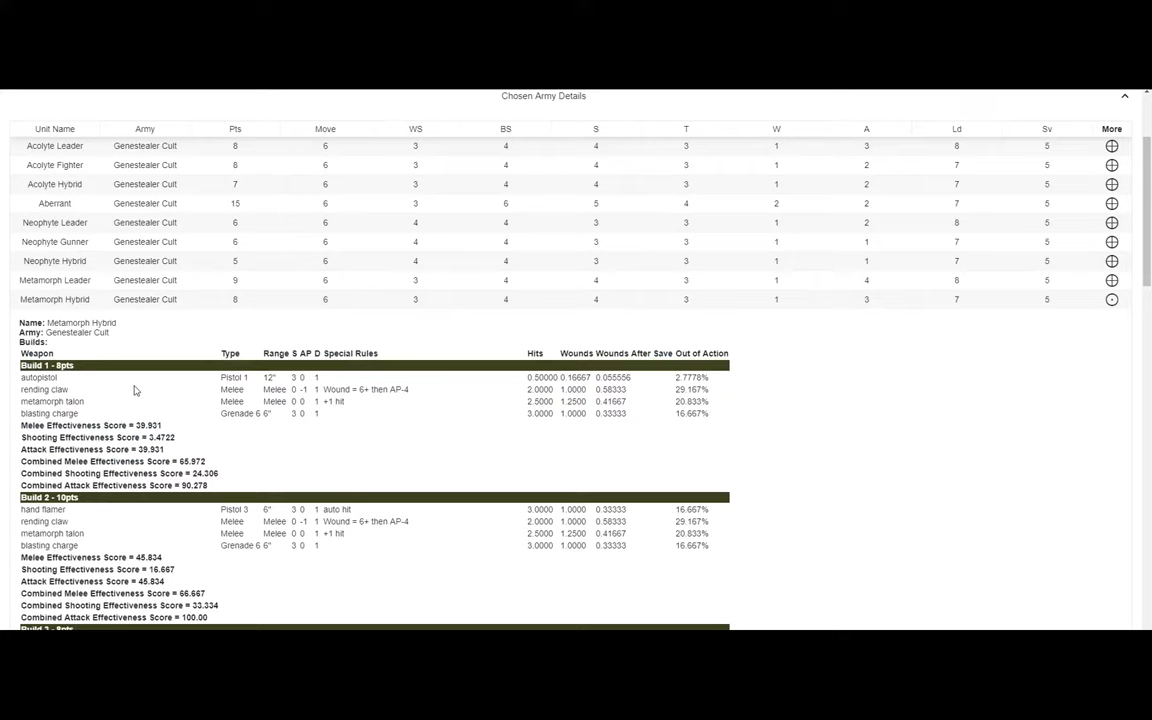 Chosen Army Details
Unit Name Army Pts Move WS BS S T W A Ld Sv More
Acolyte Leader Genestealer Cult 8 6 3 4 4 3 1 3 8 5
Acolyte Fighter Genestealer Cult 8 6 3 4 4 3 1 2 7 5
Acolyte Hybrid Genestealer Cult 7 6 3 4 4 3 1 2 7 5
Aberrant Genestealer Cult 15 6 3 6 5 4 2 2 7 5
Neophyte Leader Genestealer Cult 6 6 4 4 3 3 1 2 8 5
Neophyte Gunner Genestealer Cult 6 6 4 4 3 3 1 1 7 5
Neophyte Hybrid Genestealer Cult 5 6 4 4 3 3 1 1 7 5
Metamorph Leader Genestealer Cult 9 6 3 4 4 3 1 4 8 5
Metamorph Hybrid Genestealer Cult 8 6 3 4 4 3 1 3 7 5
Name: Metamorph Hybrid
Army: Genestealer Cult
Builds:
Weapon Type Range S AP D Special Rules Hits Wounds Wounds After Save Out of Action
Build 1 - 8pts
autopistol Pistol 1 12" 3 0 1 0.50000 0.16667 0.055556 2.7778%
rending claw Melee Melee 0 -1 1 Wound = 6+ then AP-4 2.0000 1.0000 0.58333 29.167%
metamorph talon Melee Melee 0 0 1 +1 hit 2.5000 1.2500 0.41667 20.833%
blasting charge Grenade 6 6" 3 0 1 3.0000 1.0000 0.33333 16.667%
Melee Effectiveness Score = 39.931
Shooting Effectiveness Score = 3.4722
Attack Effectiveness Score = 39.931
Combined Melee Effectiveness Score = 65.972
Combined Shooting Effectiveness Score = 24.306
Combined Attack Effectiveness Score = 90.278
Build 2 - 10pts
hand flamer Pistol 3 6" 3 0 1 auto hit 3.0000 1.0000 0.33333 16.667%
rending claw Melee Melee 0 -1 1 Wound = 6+ then AP-4 2.0000 1.0000 0.58333 29.167%
metamorph talon Melee Melee 0 0 1 +1 hit 2.5000 1.2500 0.41667 20.833%
blasting charge Grenade 6 6" 3 0 1 3.0000 1.0000 0.33333 16.667%
Melee Effectiveness Score = 45.834
Shooting Effectiveness Score = 16.667
Attack Effectiveness Score = 45.834
Combined Melee Effectiveness Score = 66.667
Combined Shooting Effectiveness Score = 33.334
Combined Attack Effectiveness Score = 100.00
Build 3 - 8pts